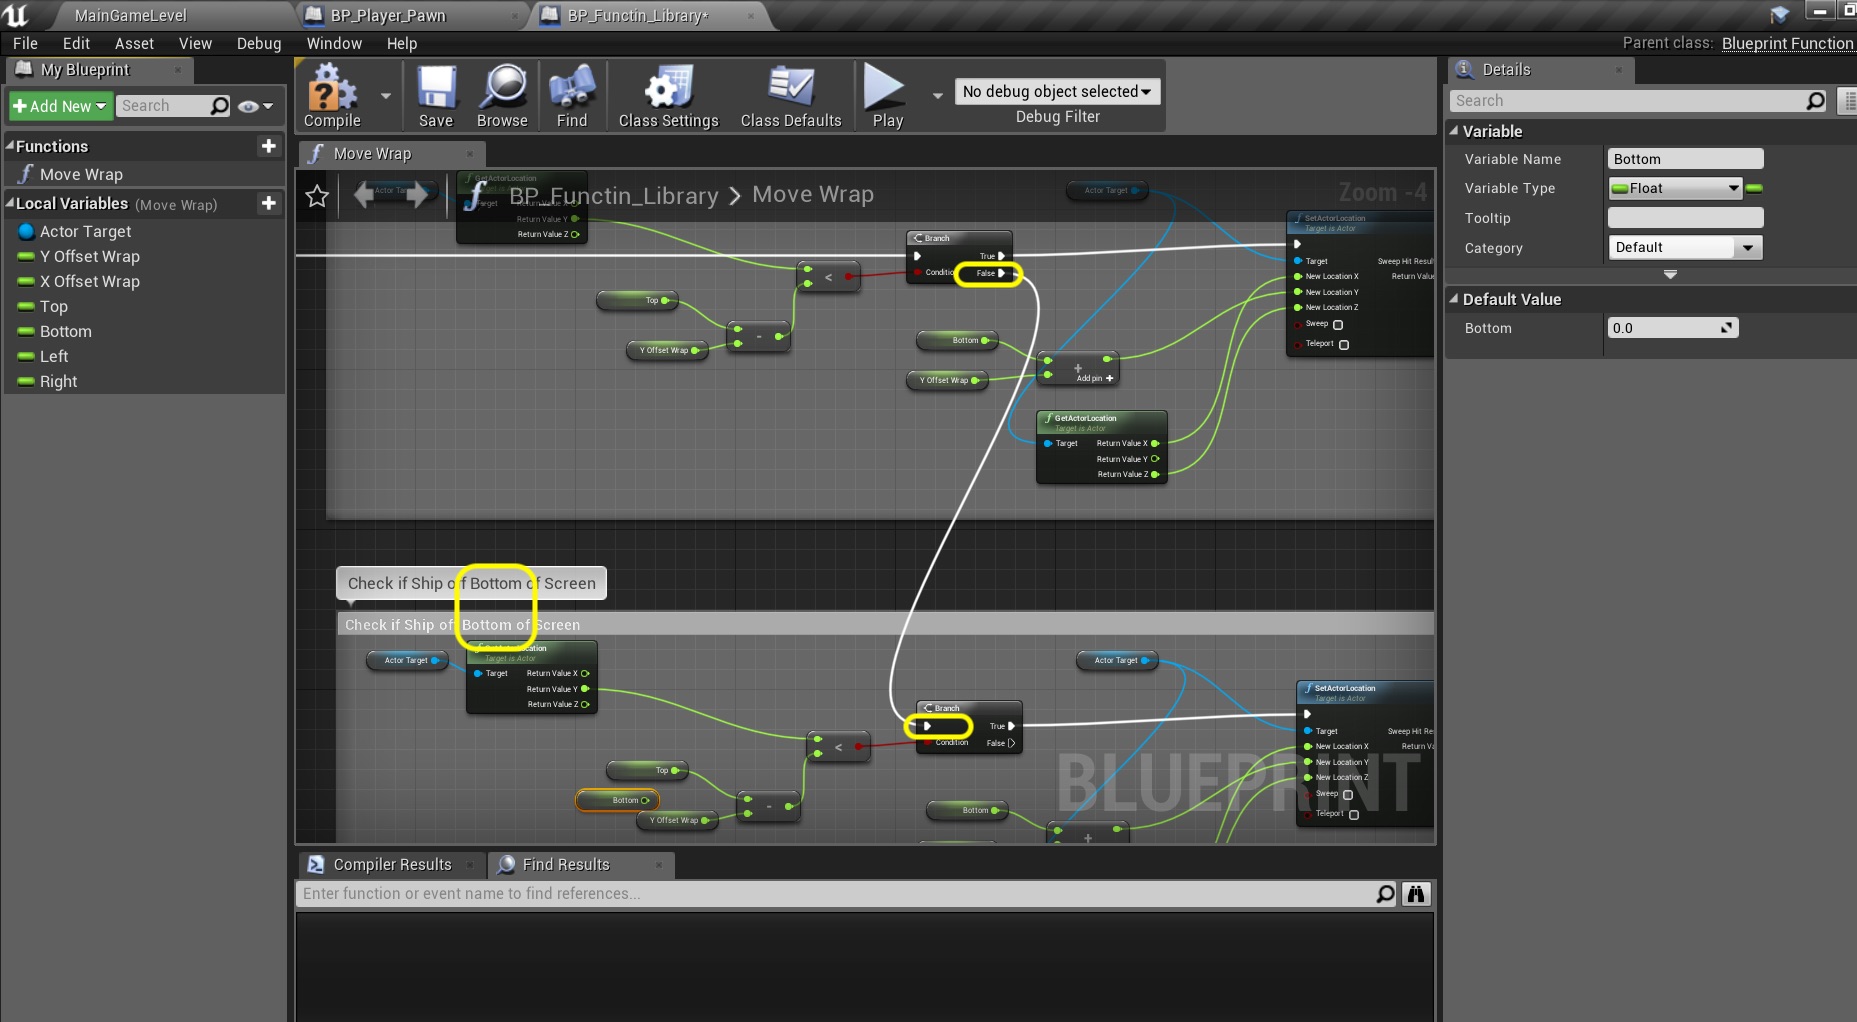 MainGameLevel
BP_Player_Pawn
BP_Functin_Library*
File Edit Asset View Debug Window Help
Parent class: Blueprint Function
My Blueprint
Add New
Search
Functions
Move Wrap
Local Variables (Move Wrap)
Actor Target
Y Offset Wrap
X Offset Wrap
Top
Bottom
Left
Right
Compile
Save
Browse
Find
Class Settings
Class Defaults
Play
No debug object selected
Debug Filter
Move Wrap
BP_Functin_Library > Move Wrap
Zoom -4
Actor Target
GetActorLocation
Target
Return Value Y
Return Value Z
Branch
True
False
<
Top
Y Offset Wrap
-
Actor Target
Bottom
Y Offset Wrap
+
Add pin +
GetActorLocation
Target is Actor
Target
Return Value X
Return Value Y
Return Value Z
SetActorLocation
Target is Actor
Target
Sweep Hit Resul
New Location X
Return Value
New Location Y
New Location Z
Sweep
Teleport
Check if Ship off Bottom of Screen
Check if Ship off Bottom of Screen
Actor Target
Target is Actor
Target
Return Value X
Return Value Y
Return Value Z
<
Top
Bottom
Y Offset Wrap
-
Branch
True
Condition
False
Actor Target
Bottom
+
SetActorLocation
Target is Actor
Target
Sweep Hit Res
New Location X
Return Va
New Location Y
New Location Z
Sweep
Teleport
BLUEPRINT
Compiler Results
Find Results
Enter function or event name to find references...
Details
Search
Variable
Variable Name
Bottom
Variable Type
Float
Tooltip
Category
Default
Default Value
Bottom
0.0